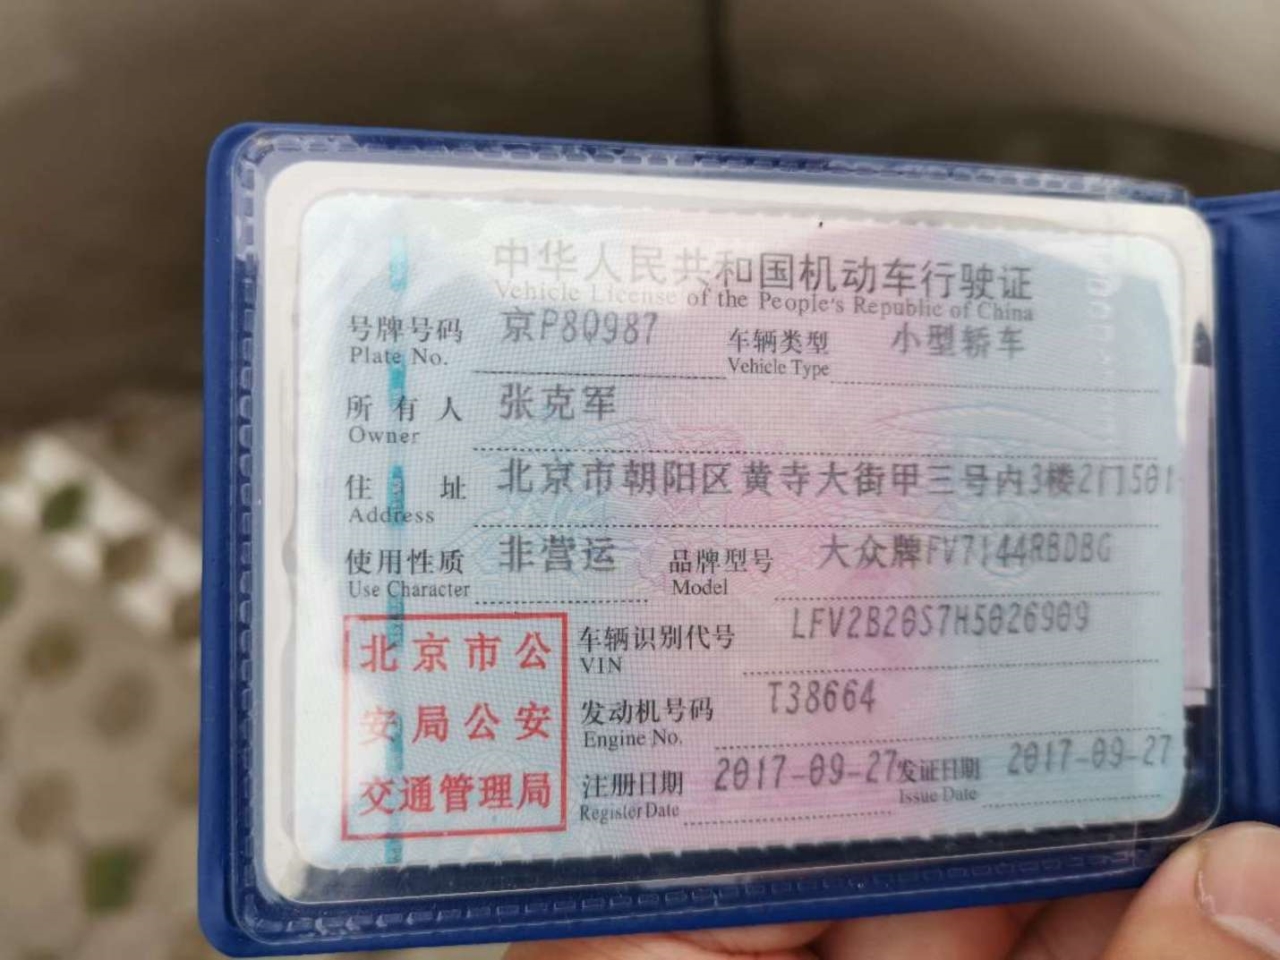 中华人民共和国机动车行驶证
Vehicle License of the People's Republic of China
号牌号码 京P8Q987 车辆类型 小型轿车
Plate No. Vehicle Type
所有人 张克军
Owner
住址 北京市朝阳区黄寺大街甲三号内3楼2门501
Address
使用性质 非营运 品牌型号 大众牌FV7144RBDBG
Use Character Model
北京市公
安局公安
交通管理局
车辆识别代号 LFV2B20S7H5026909
VIN
发动机号码 T38664
Engine No.
注册日期 2017-09-27 发证日期 2017-09-27
Register Date Issue Date